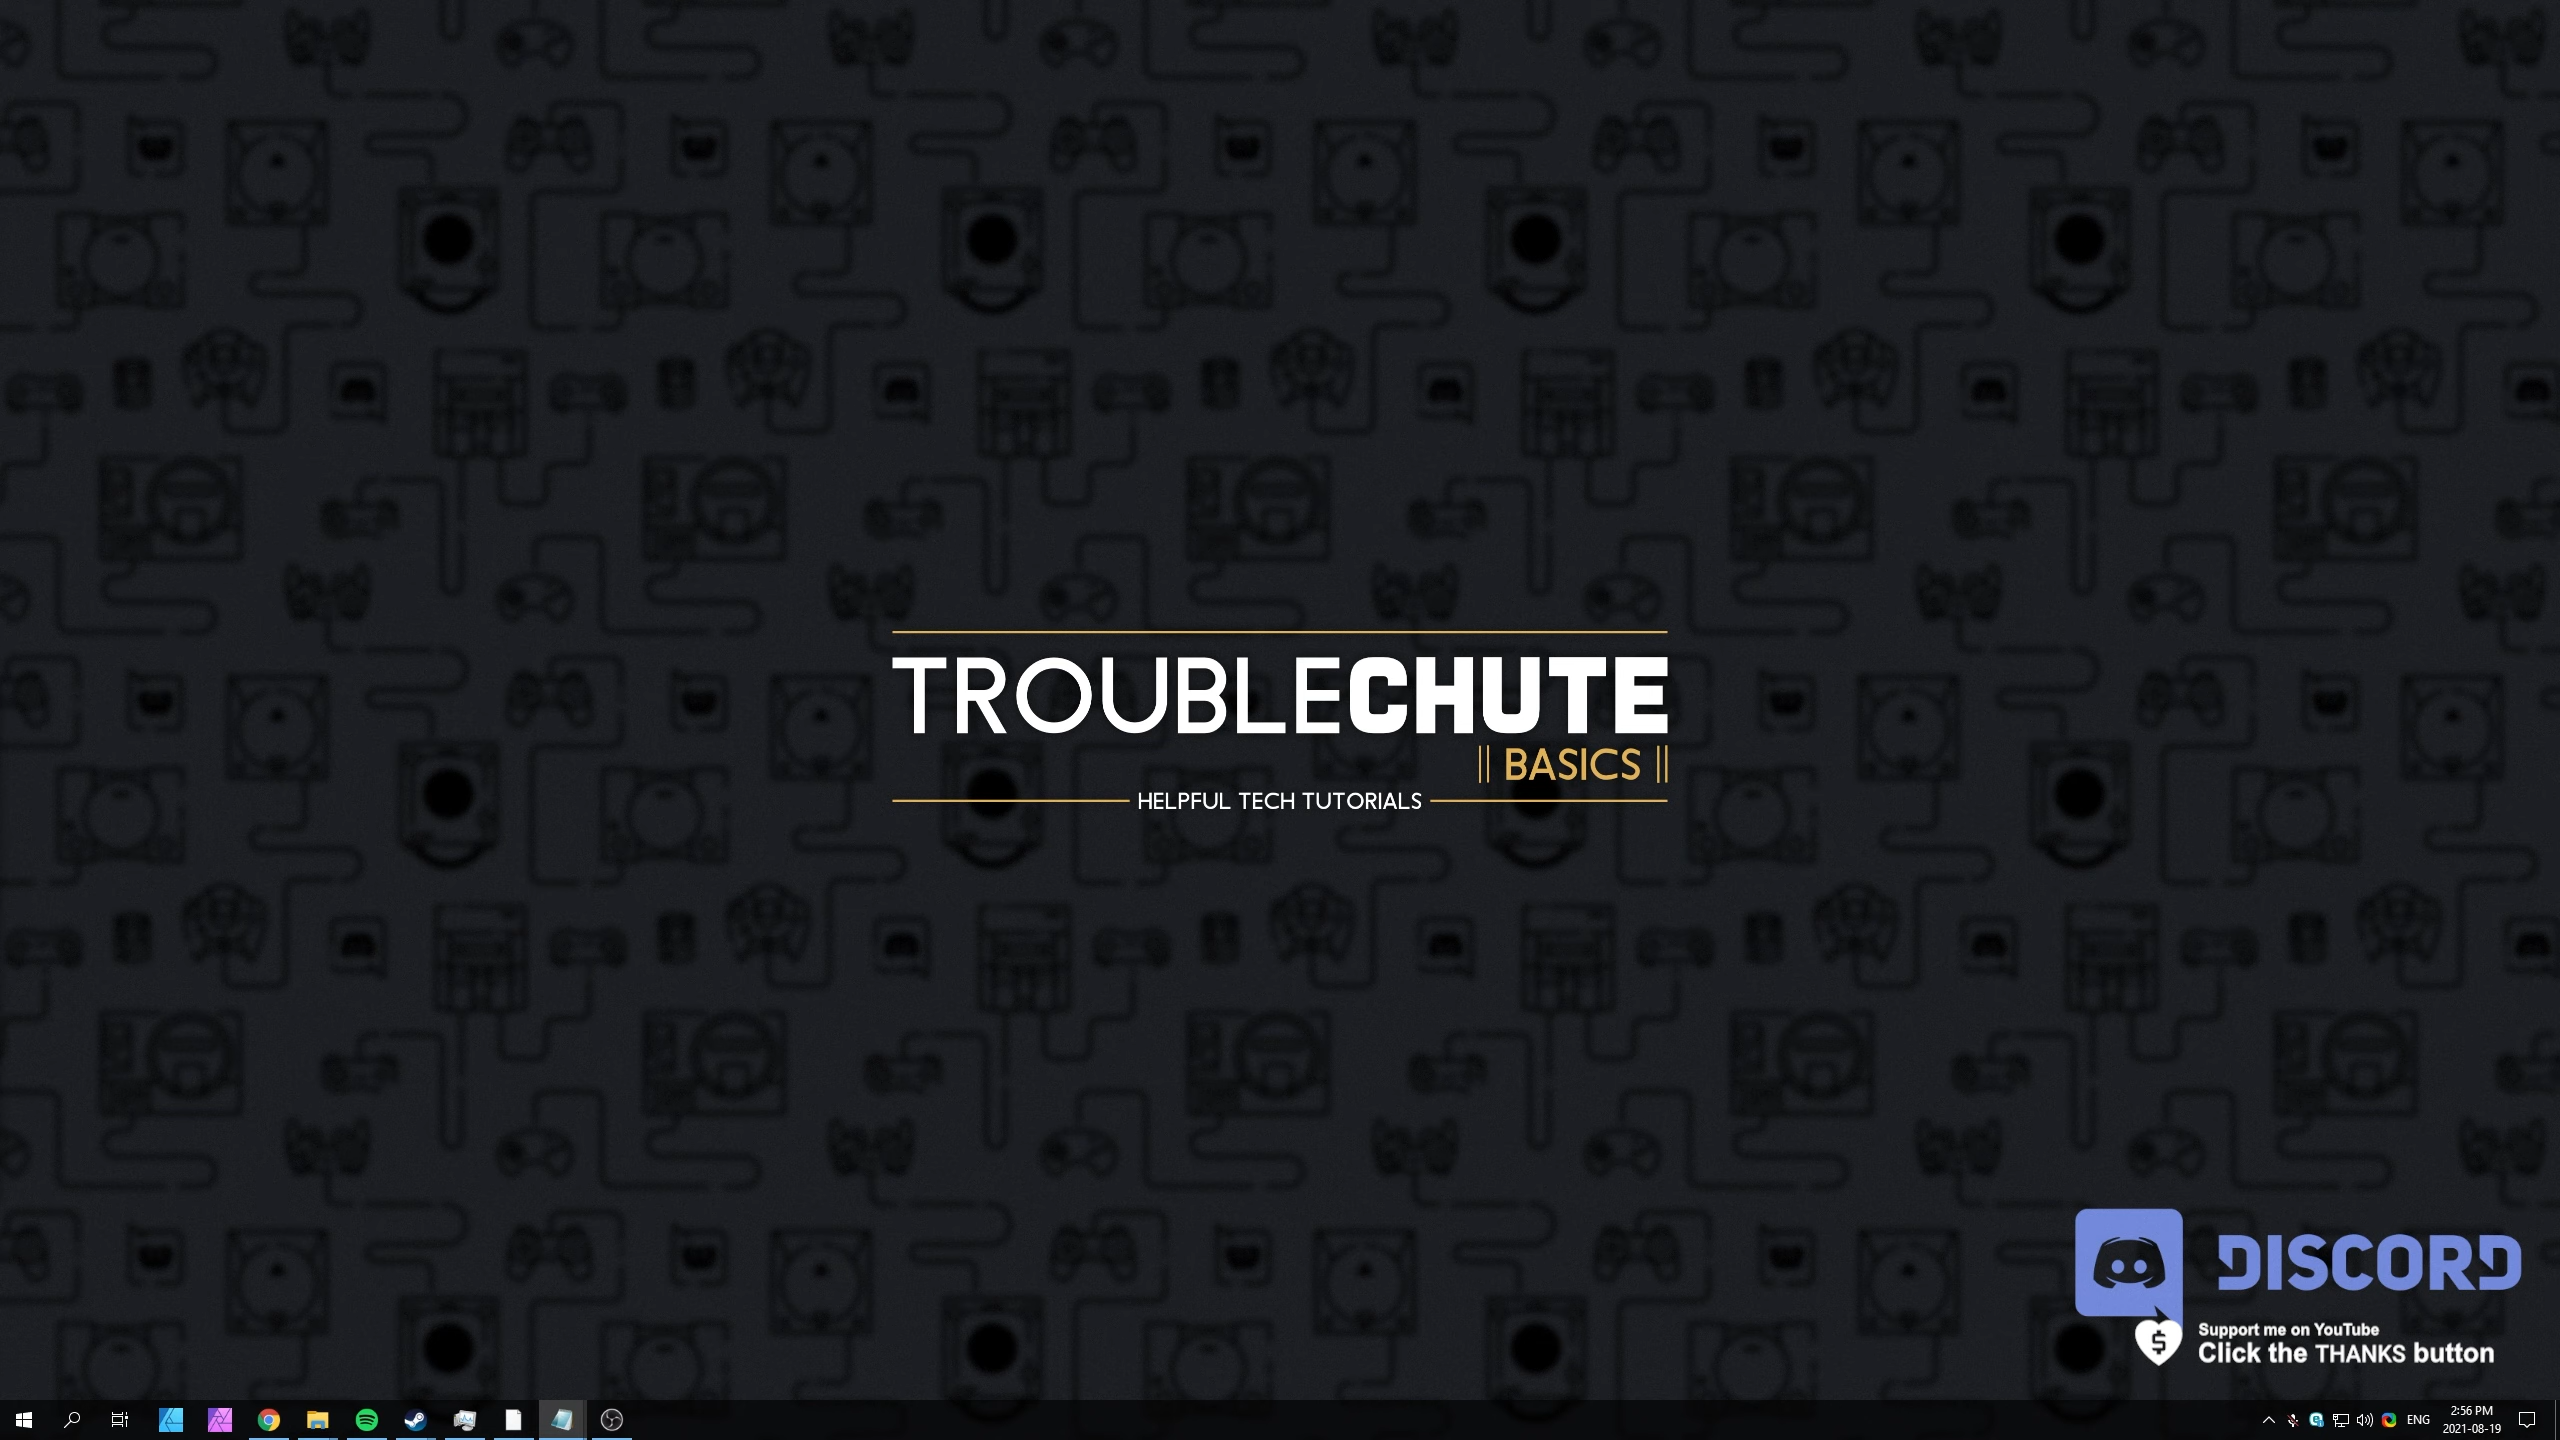 TROUBLECHUTE
|| BASICS ||
HELPFUL TECH TUTORIALS
DISCORD
Support me on YouTube
Click the THANKS button
ENG
2:56 PM
2021-08-19